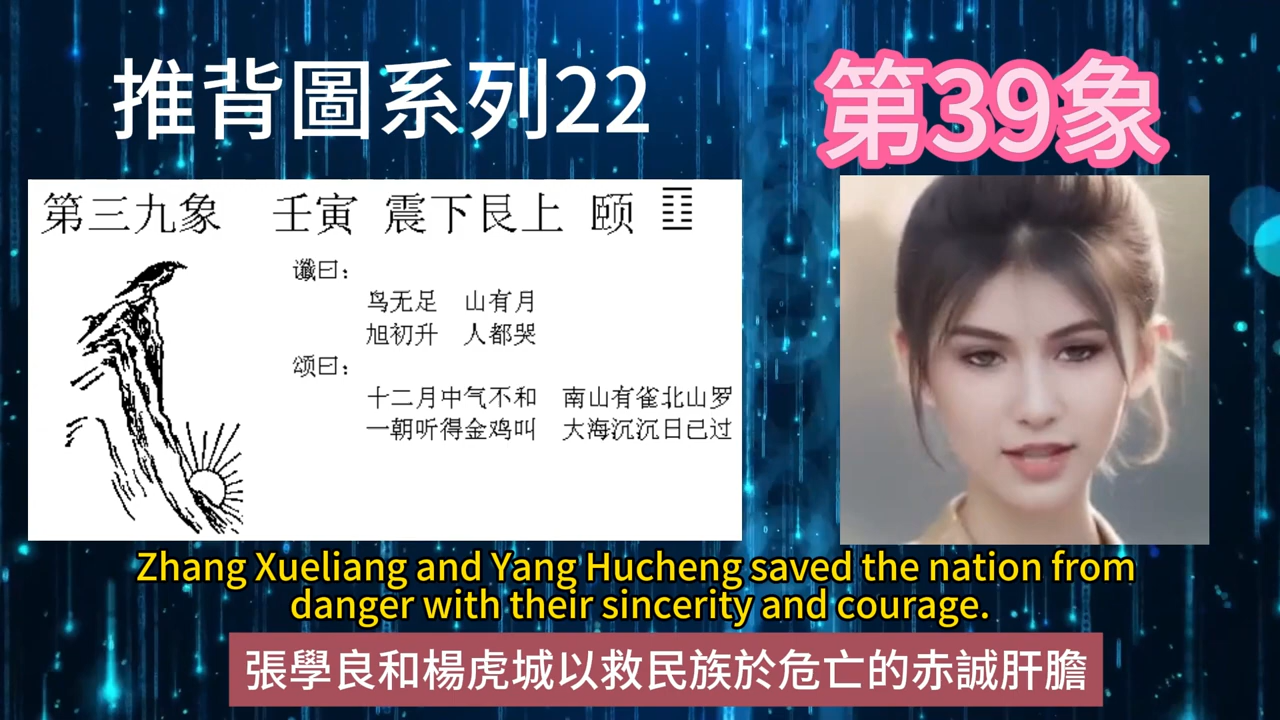 推背圖系列22
第39象
第三九象 壬寅 震下艮上 颐 ䷚
谶曰：
鸟无足 山有月
旭初升 人都哭
颂曰：
十二月中气不和 南山有雀北山罗
一朝听得金鸡叫 大海沉沉日已过
Zhang Xueliang and Yang Hucheng saved the nation from
danger with their sincerity and courage.
張學良和楊虎城以救民族於危亡的赤誠肝膽